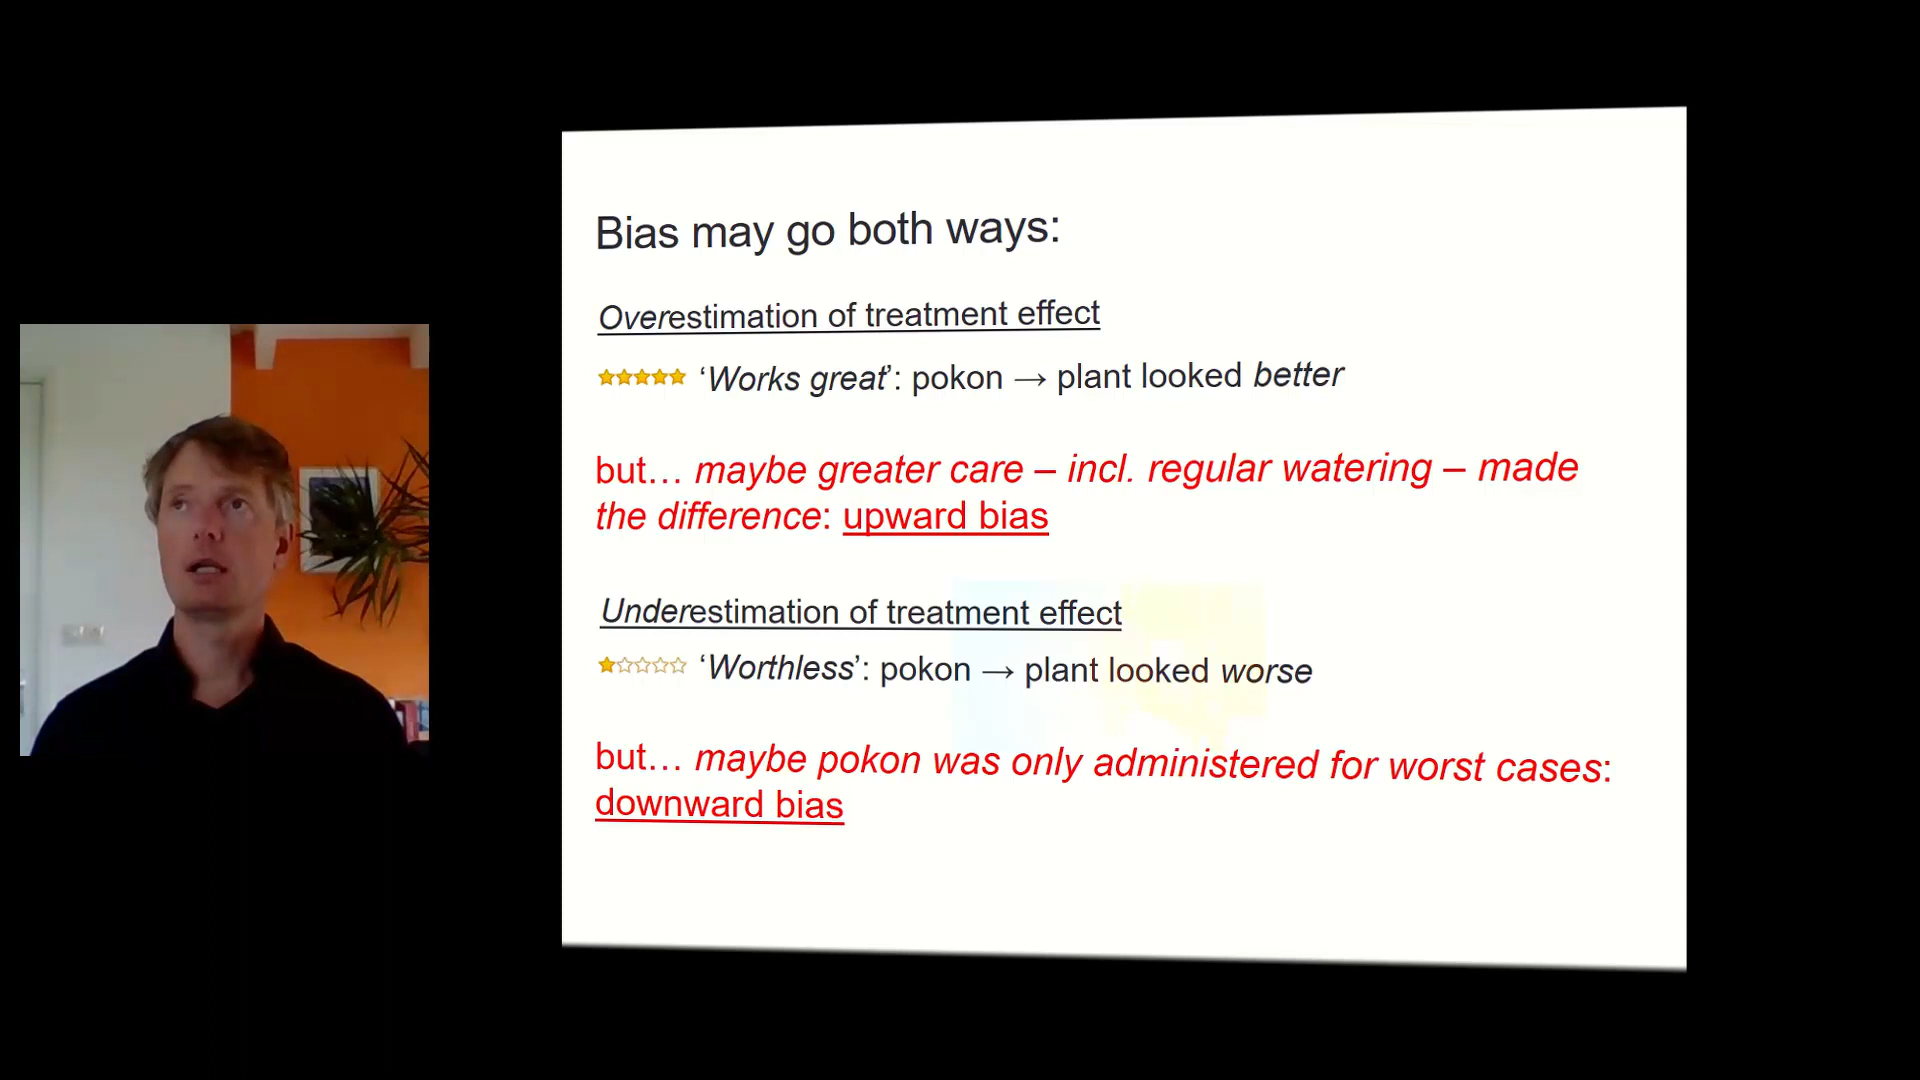 Bias may go both ways:
Overestimation of treatment effect
‘Works great’: pokon → plant looked better
but… maybe greater care – incl. regular watering – made
the difference: upward bias
Underestimation of treatment effect
‘Worthless’: pokon → plant looked worse
but… maybe pokon was only administered for worst cases:
downward bias